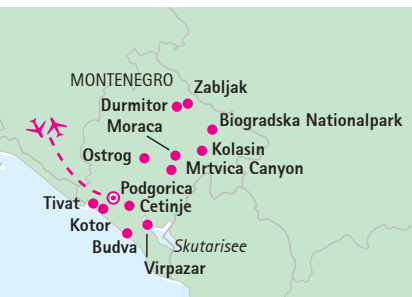 MONTENEGRO
Zabljak
Durmitor
Biogradska Nationalpark
Moraca
Kolasin
Ostrog
Mrtvica Canyon
Podgorica
Tivat
Cetinje
Kotor
Budva
Skutarisee
Virpazar